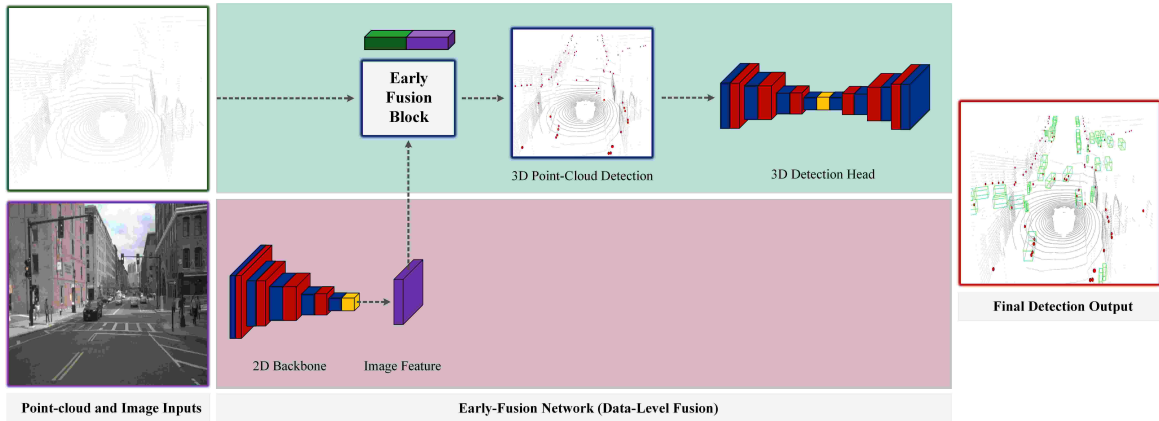 Early
Fusion
Block
3D Point-Cloud Detection
3D Detection Head
2D Backbone
Image Feature
Final Detection Output
Point-cloud and Image Inputs
Early-Fusion Network (Data-Level Fusion)